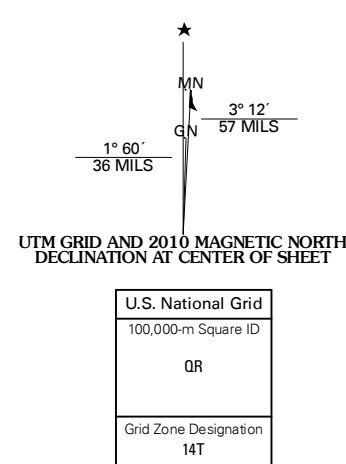 MN
3° 12´
57 MILS
GN
1° 60´
36 MILS
UTM GRID AND 2010 MAGNETIC NORTH
DECLINATION AT CENTER OF SHEET
U.S. National Grid
100,000-m Square ID
QR
Grid Zone Designation
14T